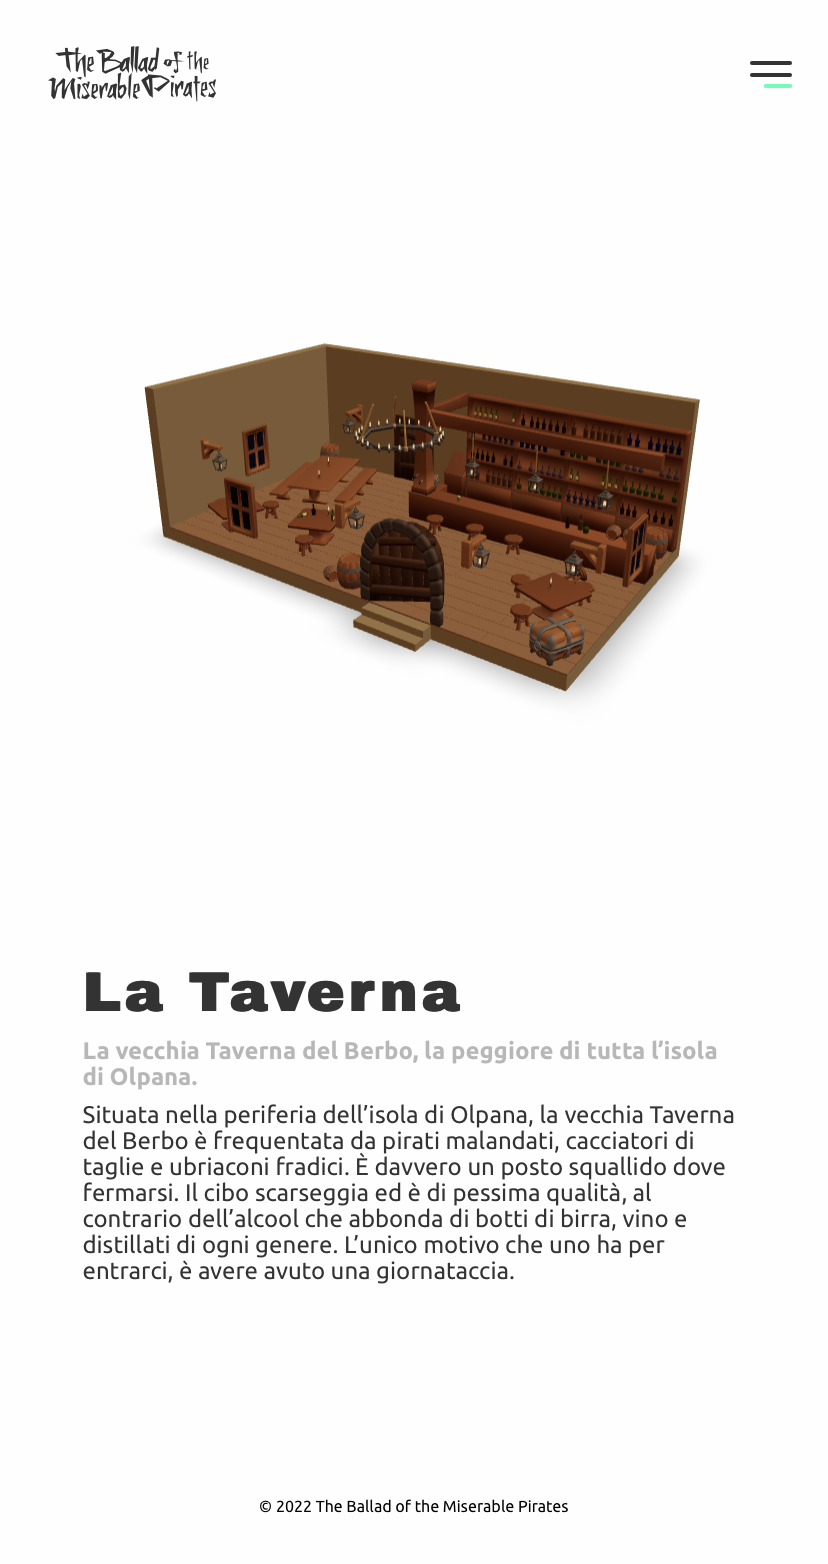 The Ballad of the
Miserable Pirates
La Taverna
La vecchia Taverna del Berbo, la peggiore di tutta l’isola
di Olpana.
Situata nella periferia dell’isola di Olpana, la vecchia Taverna
del Berbo è frequentata da pirati malandati, cacciatori di
taglie e ubriaconi fradici. È davvero un posto squallido dove
fermarsi. Il cibo scarseggia ed è di pessima qualità, al
contrario dell’alcool che abbonda di botti di birra, vino e
distillati di ogni genere. L’unico motivo che uno ha per
entrarci, è avere avuto una giornataccia.
© 2022 The Ballad of the Miserable Pirates